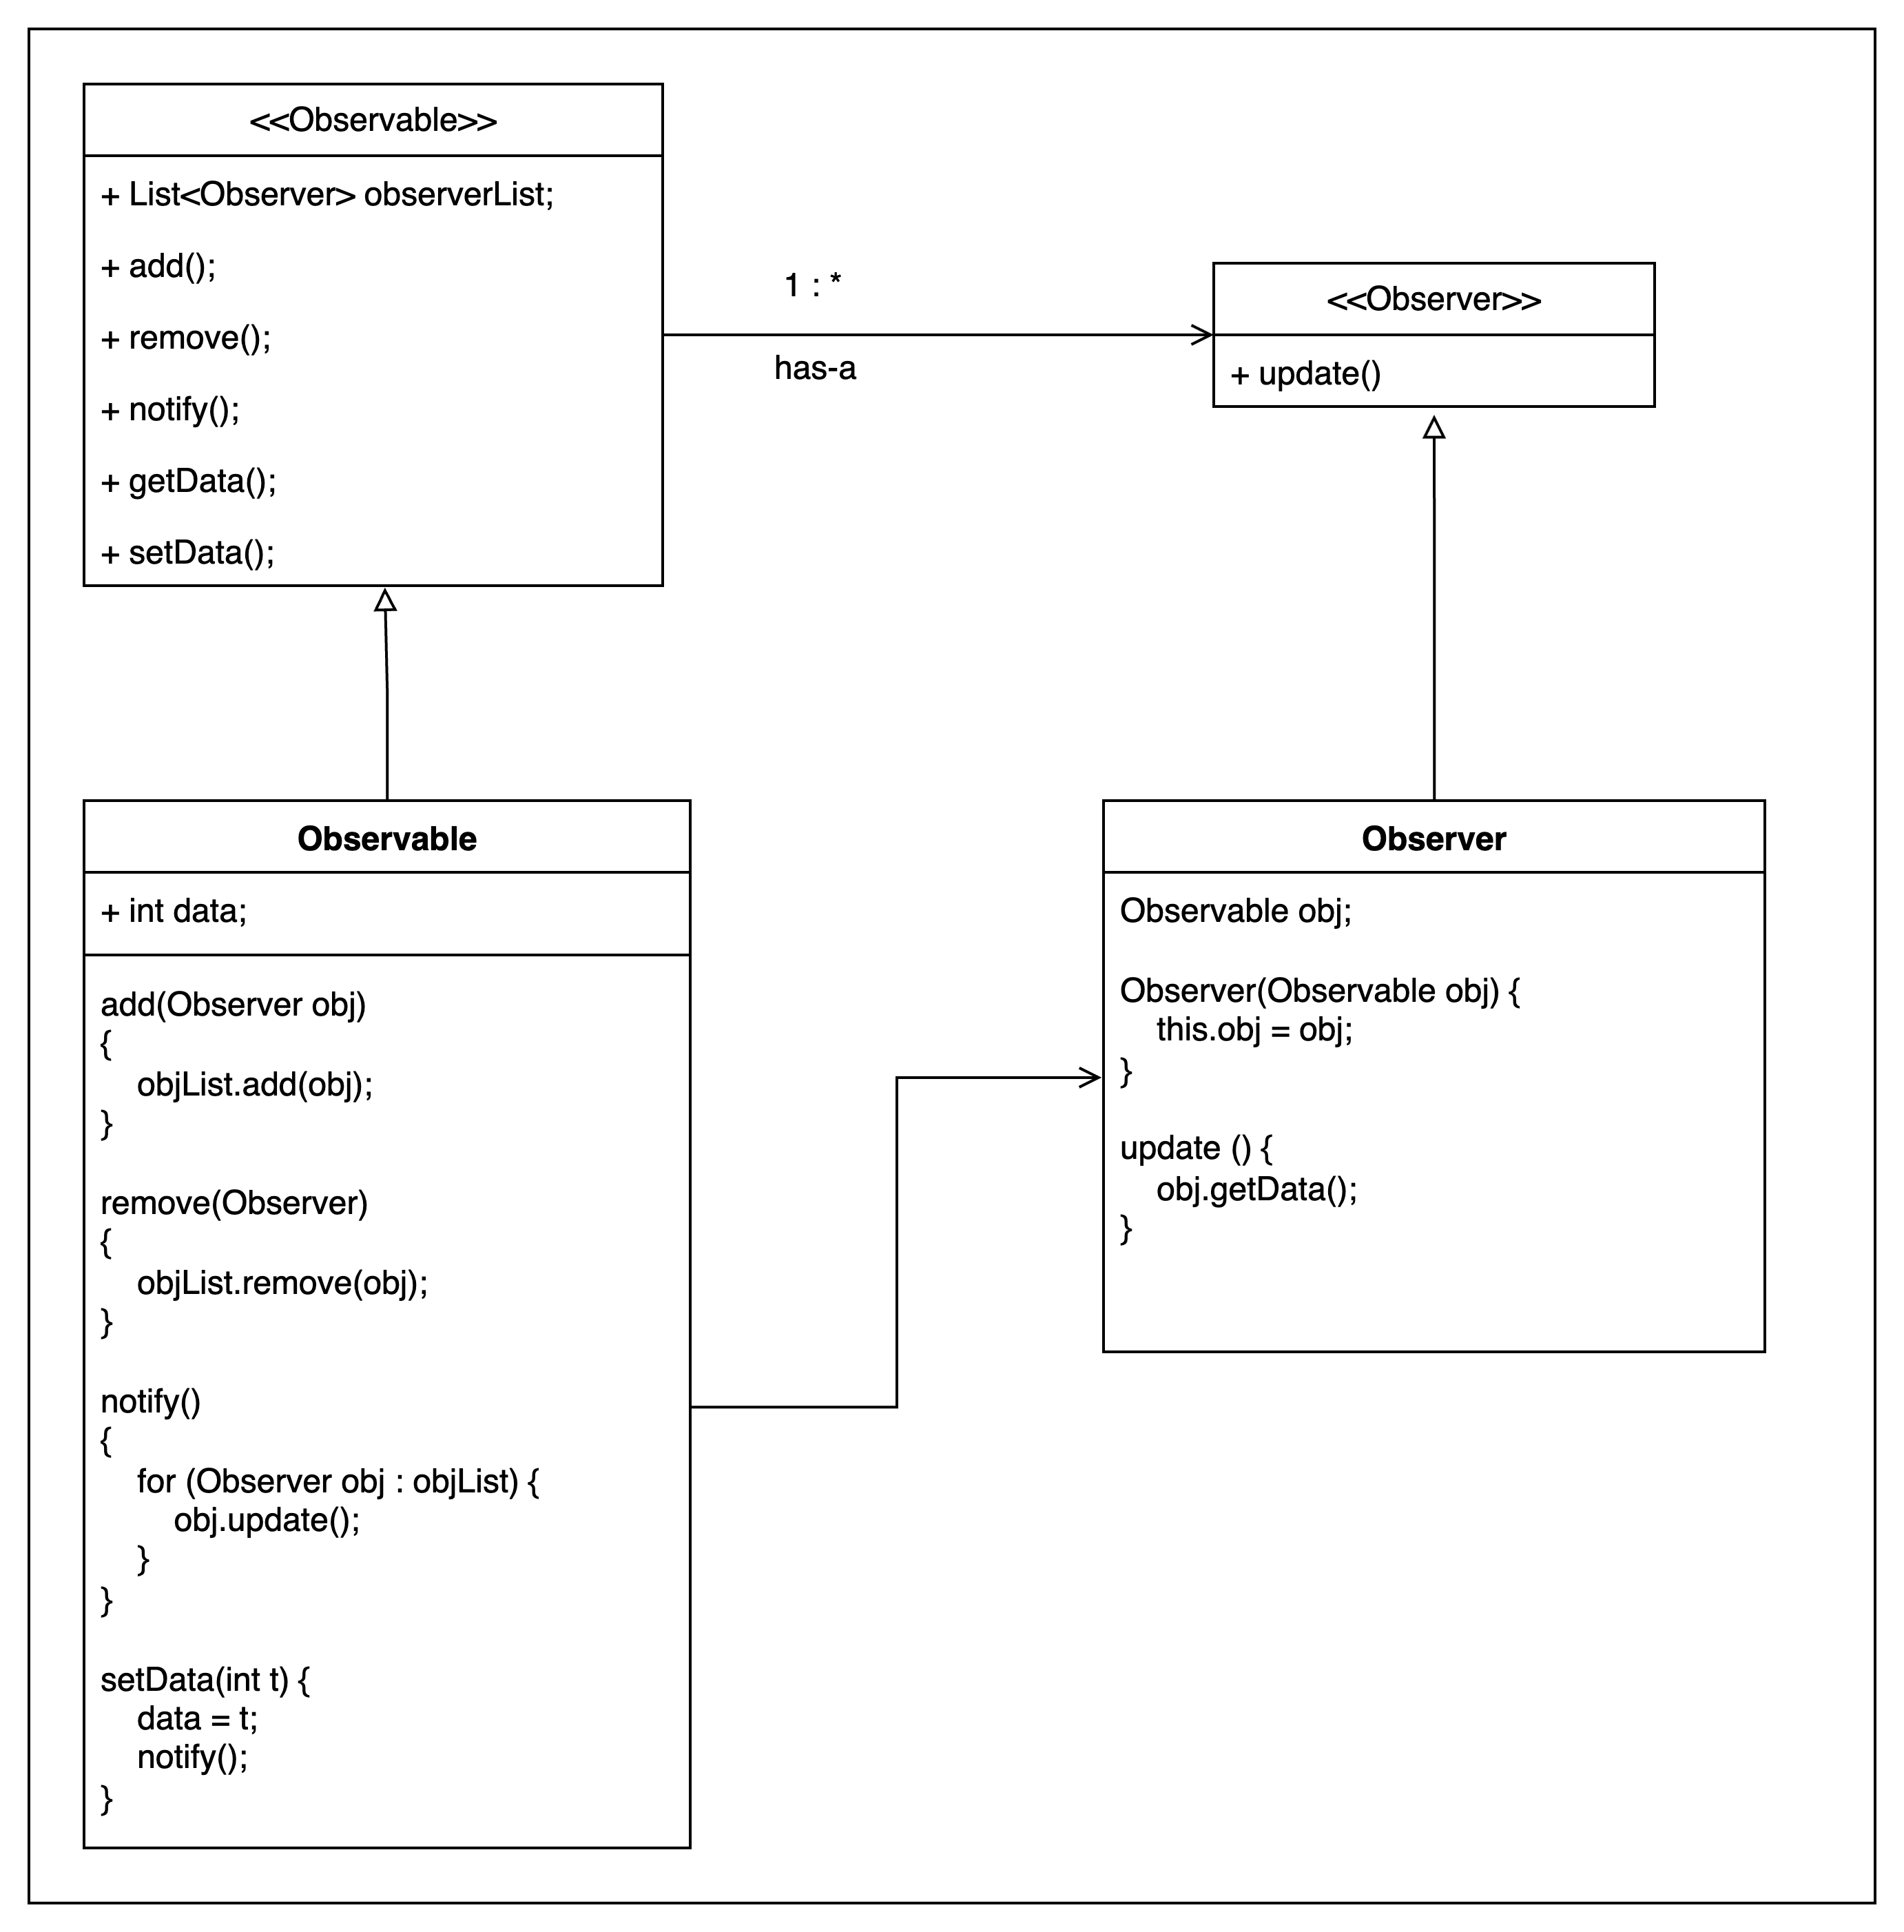 <<Observable>>
+ List<Observer> observerList;
+ add();
+ remove();
+ notify();
+ getData();
+ setData();
1 : *
has-a
<<Observer>>
+ update()
Observable
+ int data;
add(Observer obj)
{
objList.add(obj);
}
remove(Observer)
{
objList.remove(obj);
}
notify()
{
for (Observer obj : objList) {
obj.update();
}
}
setData(int t) {
data = t;
notify();
}
Observer
Observable obj;
Observer(Observable obj) {
this.obj = obj;
}
update () {
obj.getData();
}